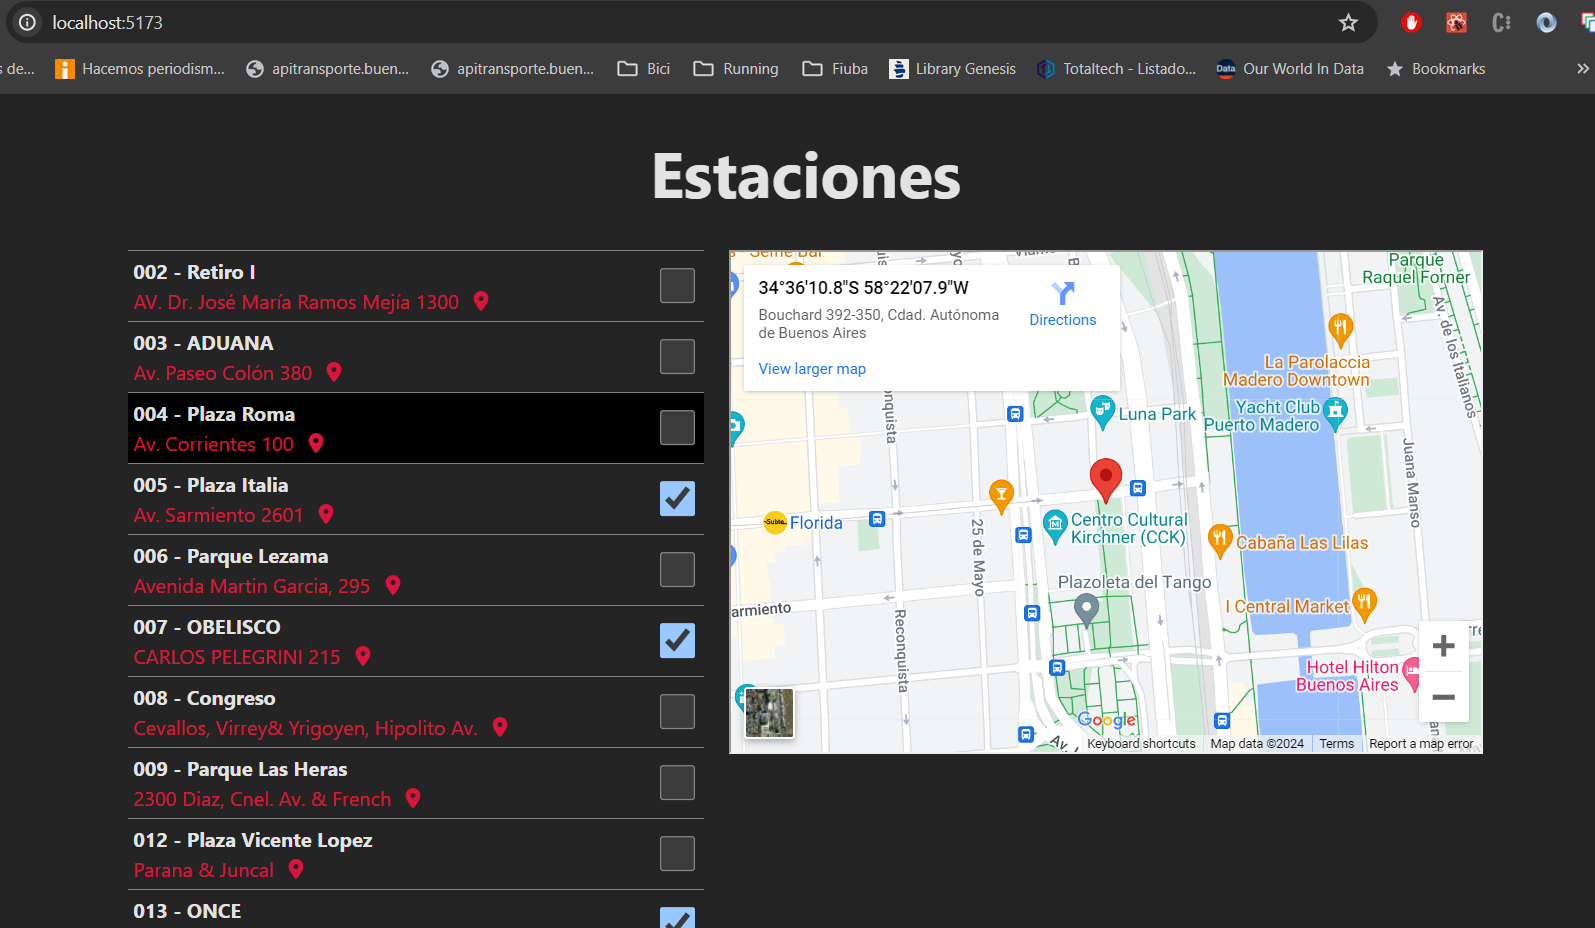 localhost:5173
s de...
Hacemos periodism...
apitransporte.buen...
apitransporte.buen...
Bici
Running
Fiuba
Library Genesis
Totaltech - Listado...
Data
Our World In Data
Bookmarks
»
Estaciones
002 - Retiro I
AV. Dr. José María Ramos Mejía 1300
003 - ADUANA
Av. Paseo Colón 380
004 - Plaza Roma
Av. Corrientes 100
005 - Plaza Italia
Av. Sarmiento 2601
006 - Parque Lezama
Avenida Martin Garcia, 295
007 - OBELISCO
CARLOS PELEGRINI 215
008 - Congreso
Cevallos, Virrey& Yrigoyen, Hipolito Av.
009 - Parque Las Heras
2300 Diaz, Cnel. Av. & French
012 - Plaza Vicente Lopez
Parana & Juncal
013 - ONCE
34°36'10.8"S 58°22'07.9"W
Bouchard 392-350, Cdad. Autónoma
de Buenos Aires
View larger map
Directions
Parque
Raquel Forner
Av. de los italianos
La Parolaccia
Madero Downtown
Yacht Club
Puerto Madero
Luna Park
Juana Manso
onquista
Subte
Florida
25 de Mayo
Centro Cultural
Kirchner (CCK)
Cabaña Las Lilas
Plazoleta del Tango
I Central Market
armiento
Reconquista
Hotel Hilton
Buenos Aires
Google
Av.
Keyboard shortcuts
Map data ©2024
Terms
Report a map error